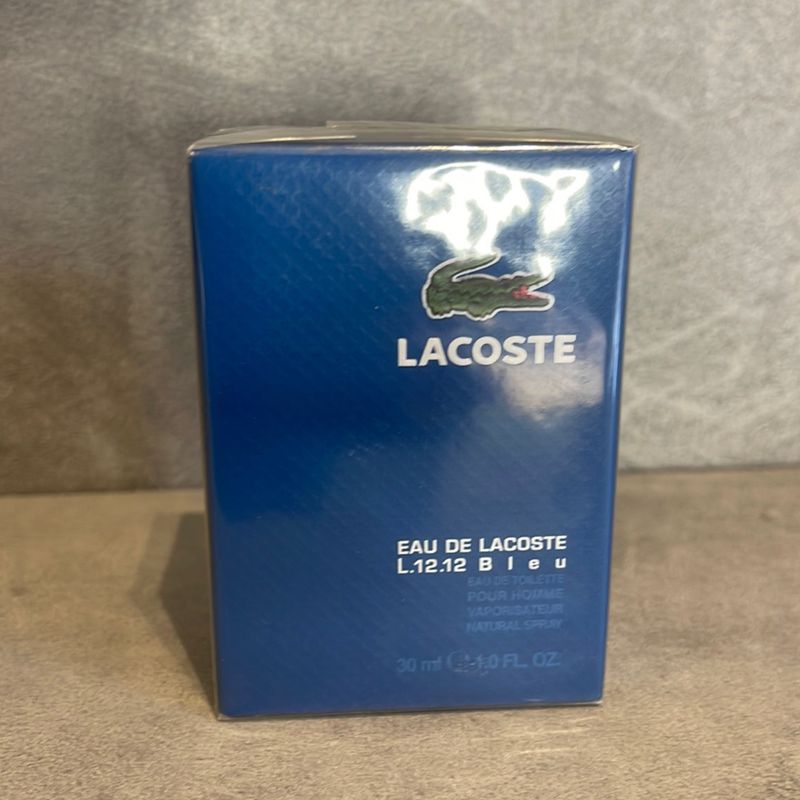 LACOSTE
EAU DE LACOSTE
L.12.12 Bleu
EAU DE TOILETTE
POUR HOMME
VAPORISATEUR
NATURAL SPRAY
30 ml ℮ 1.0 FL. OZ.